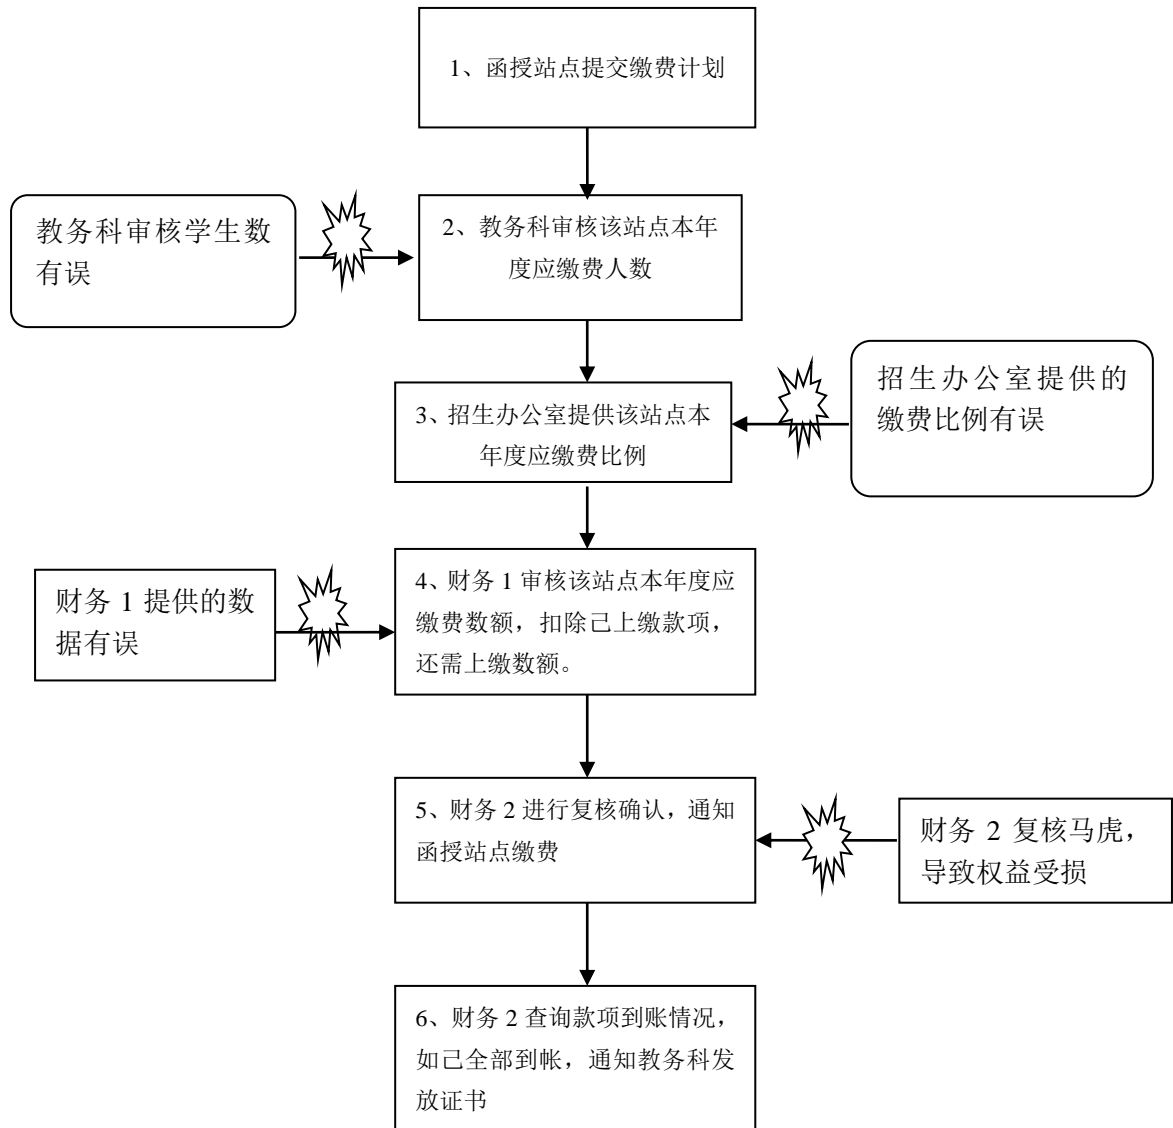 1、函授站点提交缴费计划
教务科审核学生数
有误
2、教务科审核该站点本年
度应缴费人数
招生办公室提供的
缴费比例有误
3、招生办公室提供该站点本
年度应缴费比例
财务 1 提供的数
据有误
4、财务 1 审核该站点本年度应
缴费数额，扣除己上缴款项，
还需上缴数额。
5、财务 2 进行复核确认，通知
函授站点缴费
财务 2 复核马虎，
导致权益受损
6、财务 2 查询款项到账情况，
如己全部到帐，通知教务科发
放证书